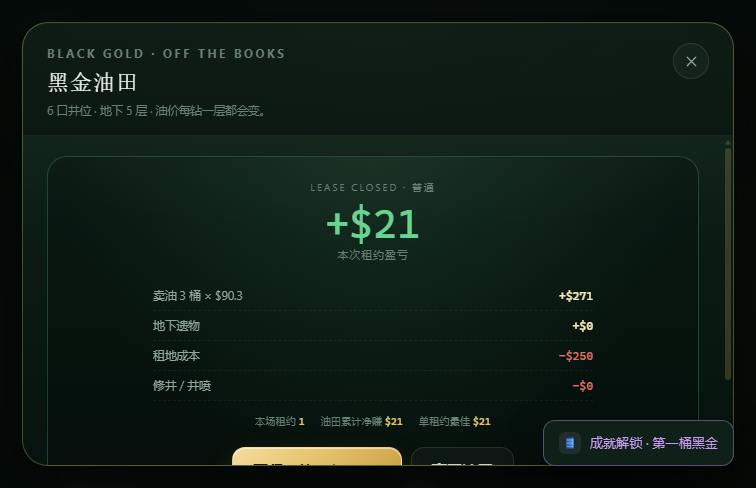 BLACK GOLD · OFF THE BOOKS
黑金油田
6 口井位 · 地下 5 层 · 油价每钻一层都会变。
LEASE CLOSED · 普通
+$21
本次租约盈亏
卖油 3 桶 × $90.3 +$271
地下遗物 +$0
租地成本 −$250
修井 / 井喷 −$0
本场租约 1 油田累计净赚 $21 单租约最佳 $21
成就解锁 · 第一桶黑金